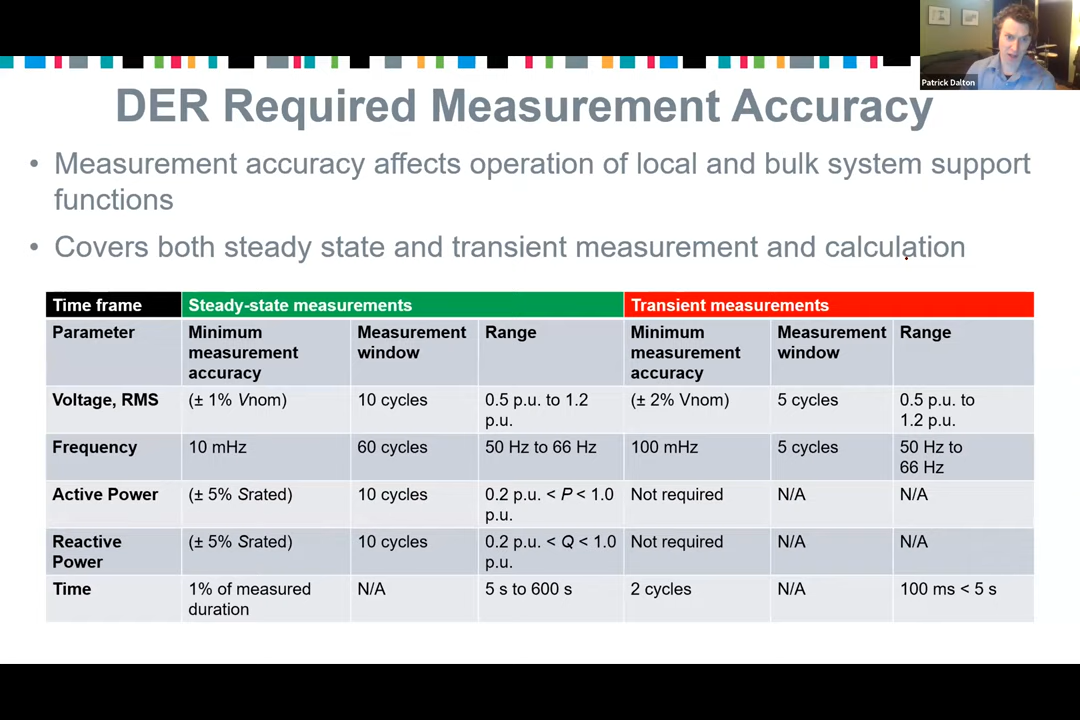 Patrick Dalton
DER Required Measurement Accuracy
• Measurement accuracy affects operation of local and bulk system support
functions
• Covers both steady state and transient measurement and calculation
Time frame Steady-state measurements Transient measurements
Parameter Minimum measurement accuracy Measurement window Range Minimum measurement accuracy Measurement window Range
Voltage, RMS (± 1% Vnom) 10 cycles 0.5 p.u. to 1.2 p.u. (± 2% Vnom) 5 cycles 0.5 p.u. to 1.2 p.u.
Frequency 10 mHz 60 cycles 50 Hz to 66 Hz 100 mHz 5 cycles 50 Hz to 66 Hz
Active Power (± 5% Srated) 10 cycles 0.2 p.u. < P < 1.0 p.u. Not required N/A N/A
Reactive Power (± 5% Srated) 10 cycles 0.2 p.u. < Q < 1.0 p.u. Not required N/A N/A
Time 1% of measured duration N/A 5 s to 600 s 2 cycles N/A 100 ms < 5 s